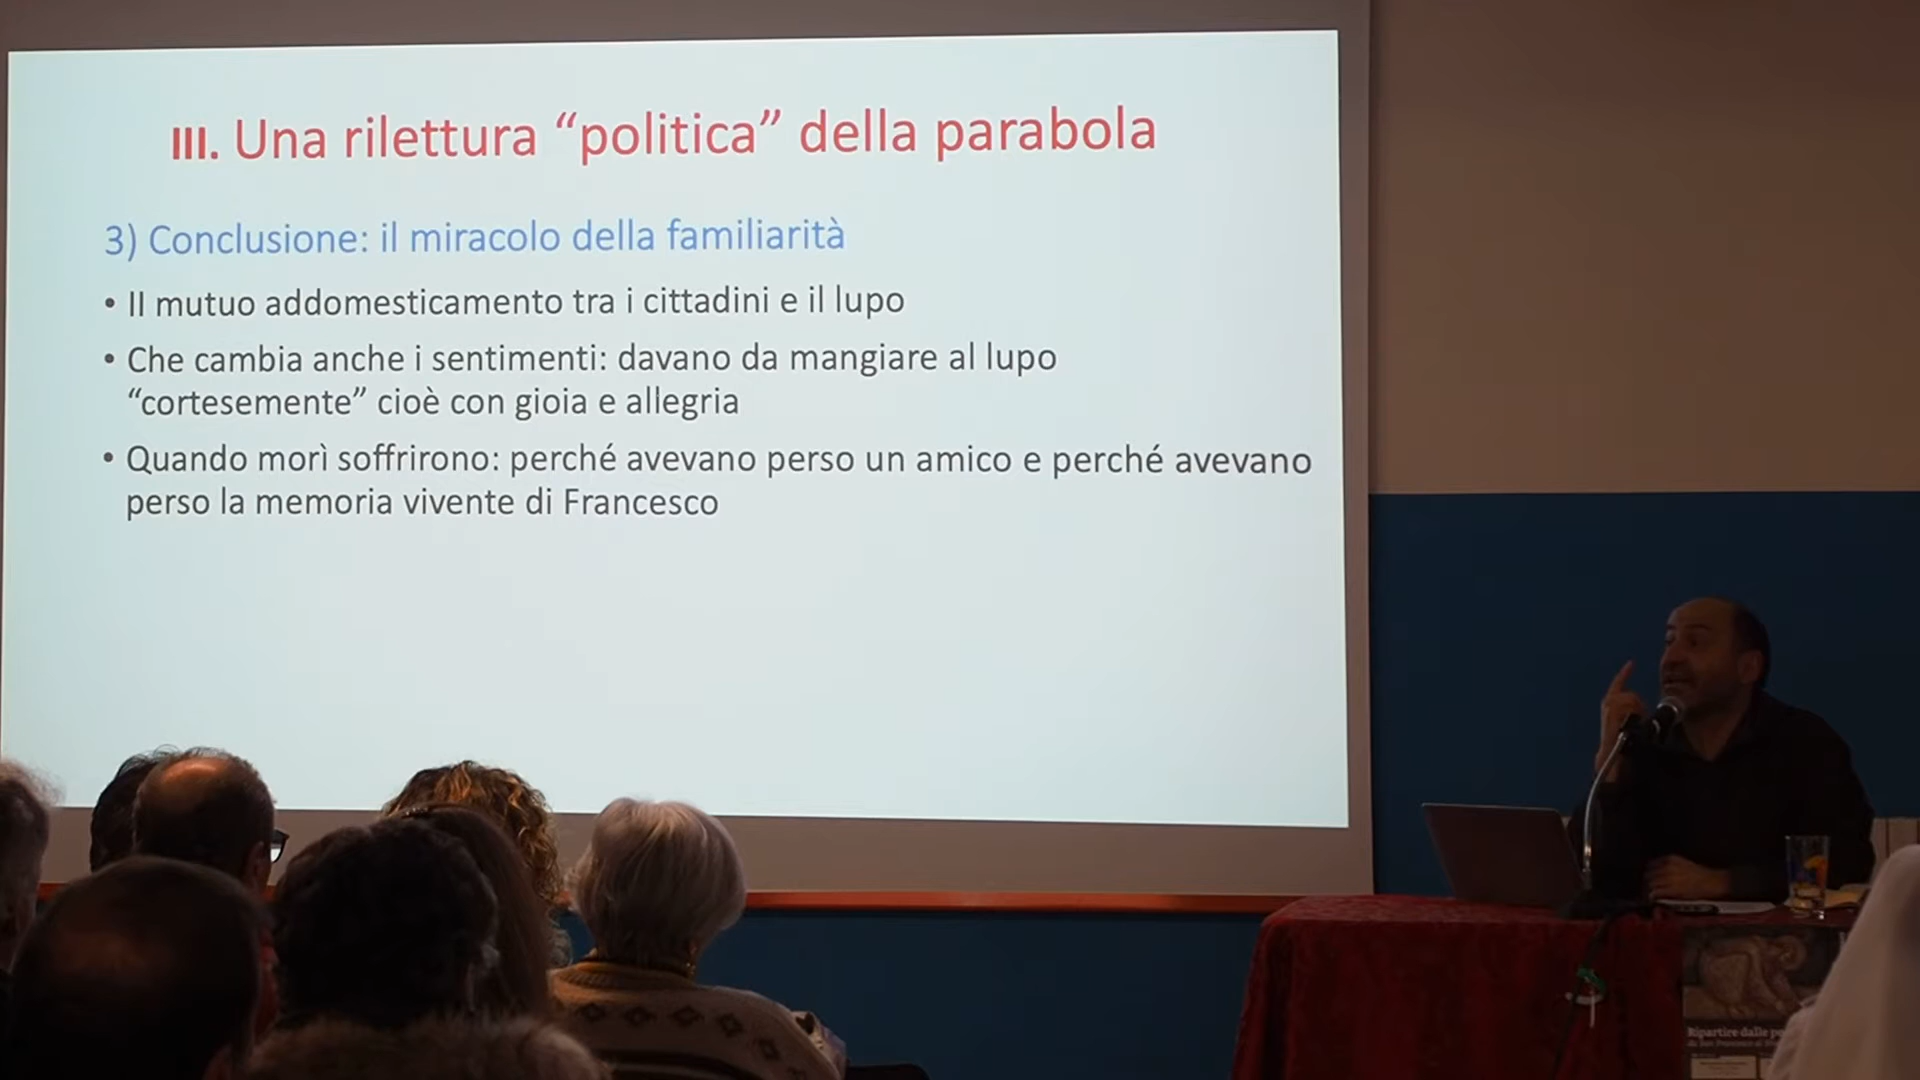 III. Una rilettura “politica” della parabola
3) Conclusione: il miracolo della familiarità
• Il mutuo addomesticamento tra i cittadini e il lupo
• Che cambia anche i sentimenti: davano da mangiare al lupo
“cortesemente” cioè con gioia e allegria
• Quando morì soffrirono: perché avevano perso un amico e perché avevano
perso la memoria vivente di Francesco
Ripartire dalle